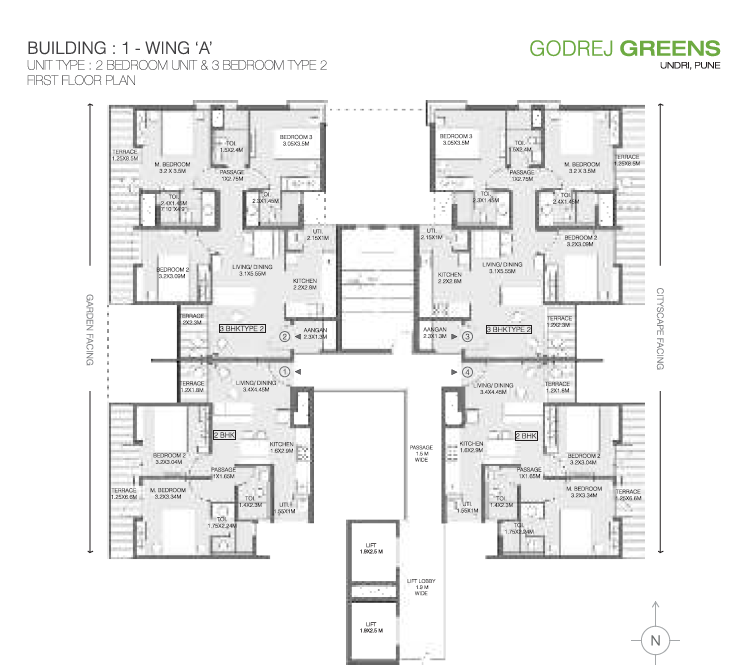 BUILDING : 1 - WING ‘A’
UNIT TYPE : 2 BEDROOM UNIT & 3 BEDROOM TYPE 2
FIRST FLOOR PLAN
GODREJ GREENS
UNDRI, PUNE
TERRACE
1.25X8.5M
M. BEDROOM
3.2 X 3.5M
TOI.
1.5X2.4M
BEDROOM 3
3.05X3.5M
PASSAGE
1X2.75M
TOI.
2.4X1.45M
TOI.
2.3X1.45M
UTI.
2.15X1M
BEDROOM 2
3.2X3.09M
LIVING/ DINING
3.1X5.55M
KITCHEN
2.2X2.8M
TERRACE
1.2X2.3M
3 BHKTYPE 2
2
AANGAN
2.3X1.3M
BEDROOM 3
3.05X3.5M
TOI.
1.5X2.4M
M. BEDROOM
3.2 X 3.5M
TERRACE
1.25X8.5M
PASSAGE
1X2.75M
TOI.
2.3X1.45M
TOI.
2.4X1.45M
UTI.
2.15X1M
BEDROOM 2
3.2X3.09M
LIVING/ DINING
3.1X5.55M
KITCHEN
2.2X2.8M
TERRACE
1.2X2.3M
3 BHKTYPE 2
AANGAN
2.3X1.3M
3
GARDEN FACING
CITYSCAPE FACING
1
TERRACE
1.2X1.8M
LIVING/ DINING
3.4X4.45M
2 BHK
BEDROOM 2
3.2X3.04M
KITCHEN
1.6X2.9M
PASSAGE
1X1.65M
TERRACE
1.25X6.6M
M. BEDROOM
3.2X3.34M
TOI.
1.4X2.3M
UTI.
1.55X1M
TOI.
1.75X2.24M
4
LIVING/ DINING
3.4X4.45M
TERRACE
1.2X1.8M
2 BHK
KITCHEN
1.6X2.9M
BEDROOM 2
3.2X3.04M
PASSAGE
1X1.65M
M. BEDROOM
3.2X3.34M
TERRACE
1.25X6.6M
UTI.
1.55X1M
TOI.
1.4X2.3M
TOI.
1.75X2.24M
PASSAGE
1.5 M
WIDE
LIFT
1.9X2.5 M
LIFT LOBBY
1.9 M
WIDE
LIFT
1.9X2.5 M
N